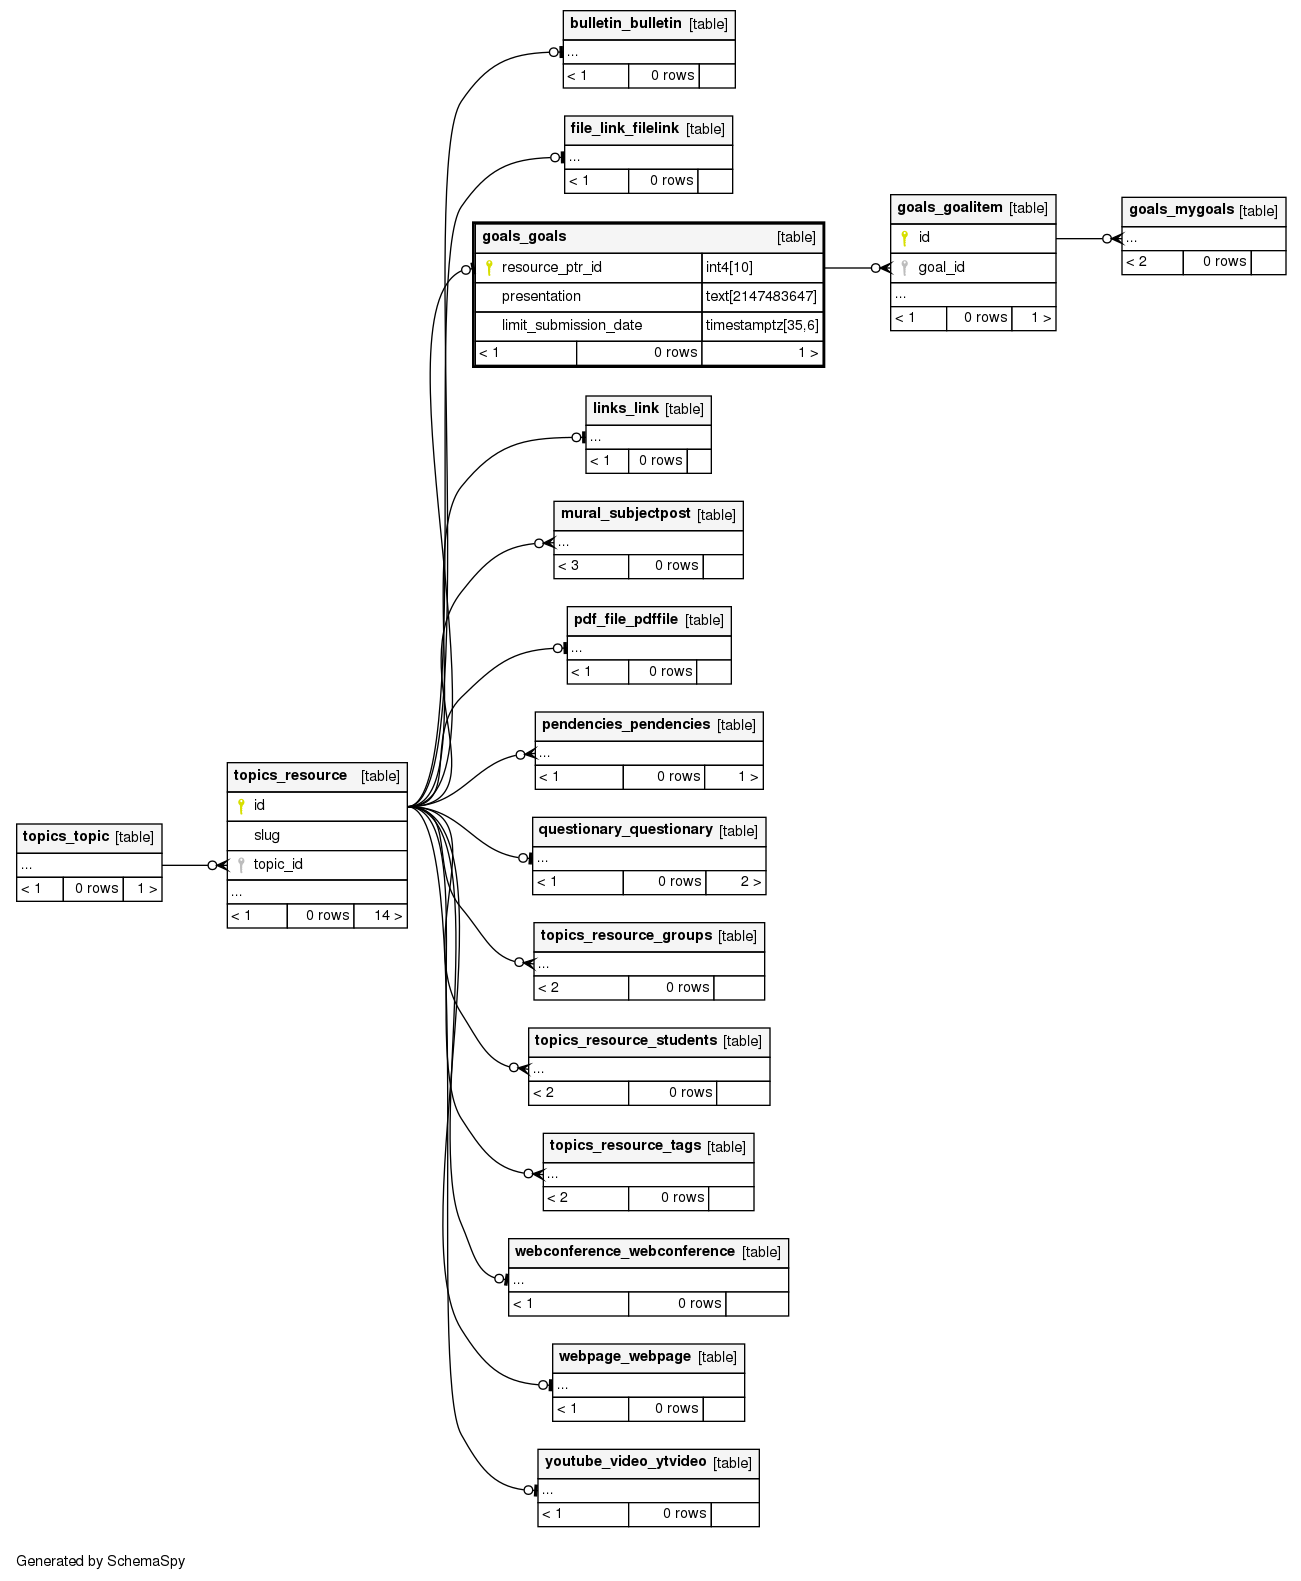 bulletin_bulletin [table]
...
< 1 0 rows
file_link_filelink [table]
...
< 1 0 rows
goals_goals [table]
resource_ptr_id int4[10]
presentation text[2147483647]
limit_submission_date timestamptz[35,6]
< 1 0 rows 1 >
goals_goalitem [table]
id
goal_id
...
< 1 0 rows 1 >
goals_mygoals [table]
...
< 2 0 rows
links_link [table]
...
< 1 0 rows
mural_subjectpost [table]
...
< 3 0 rows
pdf_file_pdffile [table]
...
< 1 0 rows
pendencies_pendencies [table]
...
< 1 0 rows 1 >
topics_topic [table]
...
< 1 0 rows 1 >
topics_resource [table]
id
slug
topic_id
...
< 1 0 rows 14 >
questionary_questionary [table]
...
< 1 0 rows 2 >
topics_resource_groups [table]
...
< 2 0 rows
topics_resource_students [table]
...
< 2 0 rows
topics_resource_tags [table]
...
< 2 0 rows
webconference_webconference [table]
...
< 1 0 rows
webpage_webpage [table]
...
< 1 0 rows
youtube_video_ytvideo [table]
...
< 1 0 rows
Generated by SchemaSpy